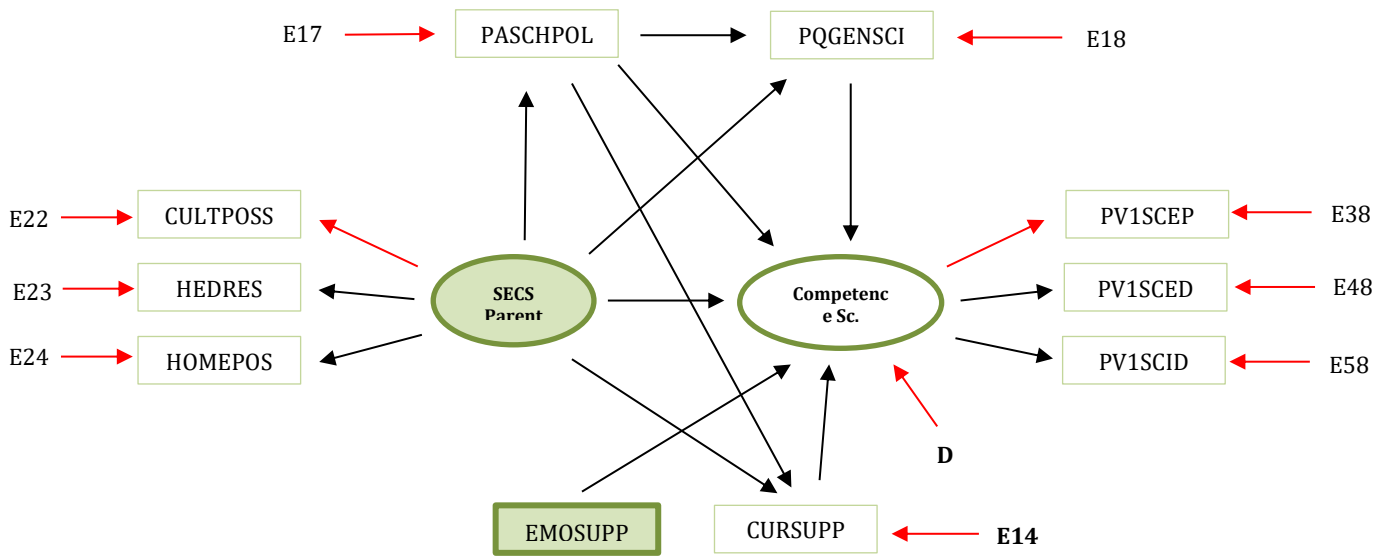 E17
PASCHPOL
PQGENSCI
E18
E22
CULTPOSS
PV1SCEP
E38
E23
HEDRES
SECS
Parent
Competenc
e Sc.
PV1SCED
E48
E24
HOMEPOS
PV1SCID
E58
D
EMOSUPP
CURSUPP
E14